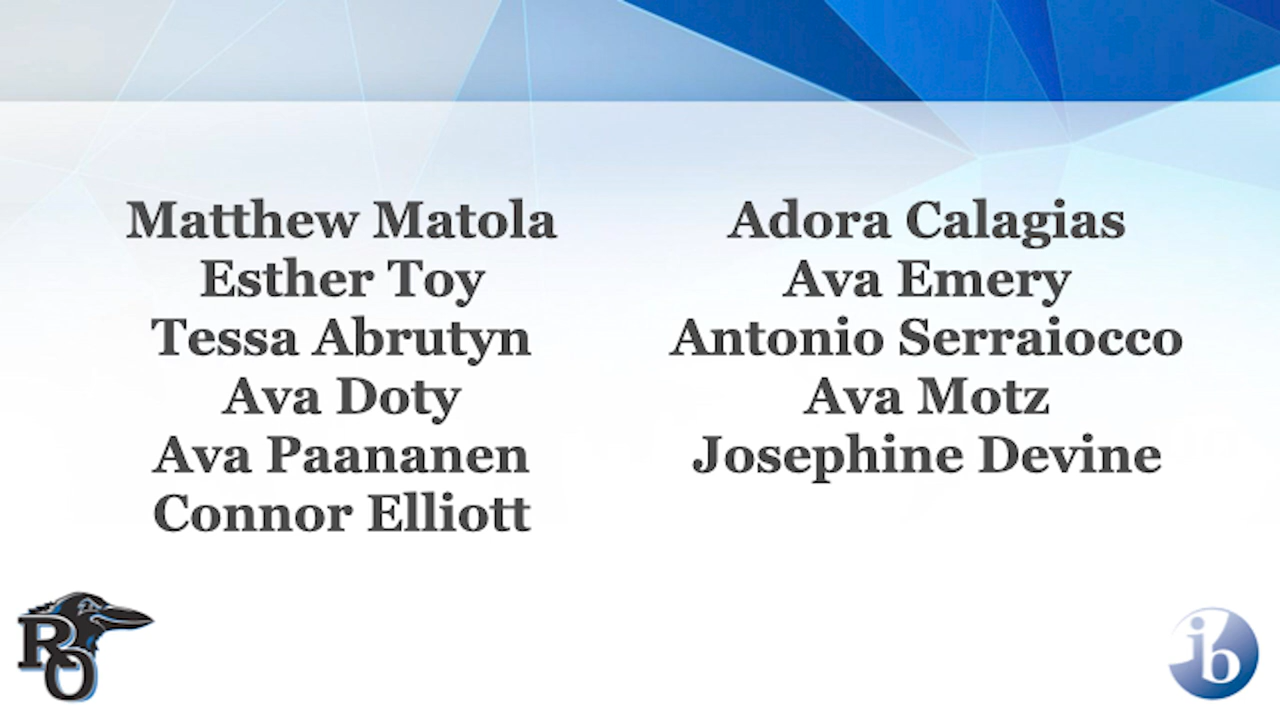 Matthew Matola
Esther Toy
Tessa Abrutyn
Ava Doty
Ava Paananen
Connor Elliott
Adora Calagias
Ava Emery
Antonio Serraiocco
Ava Motz
Josephine Devine
RO
ib